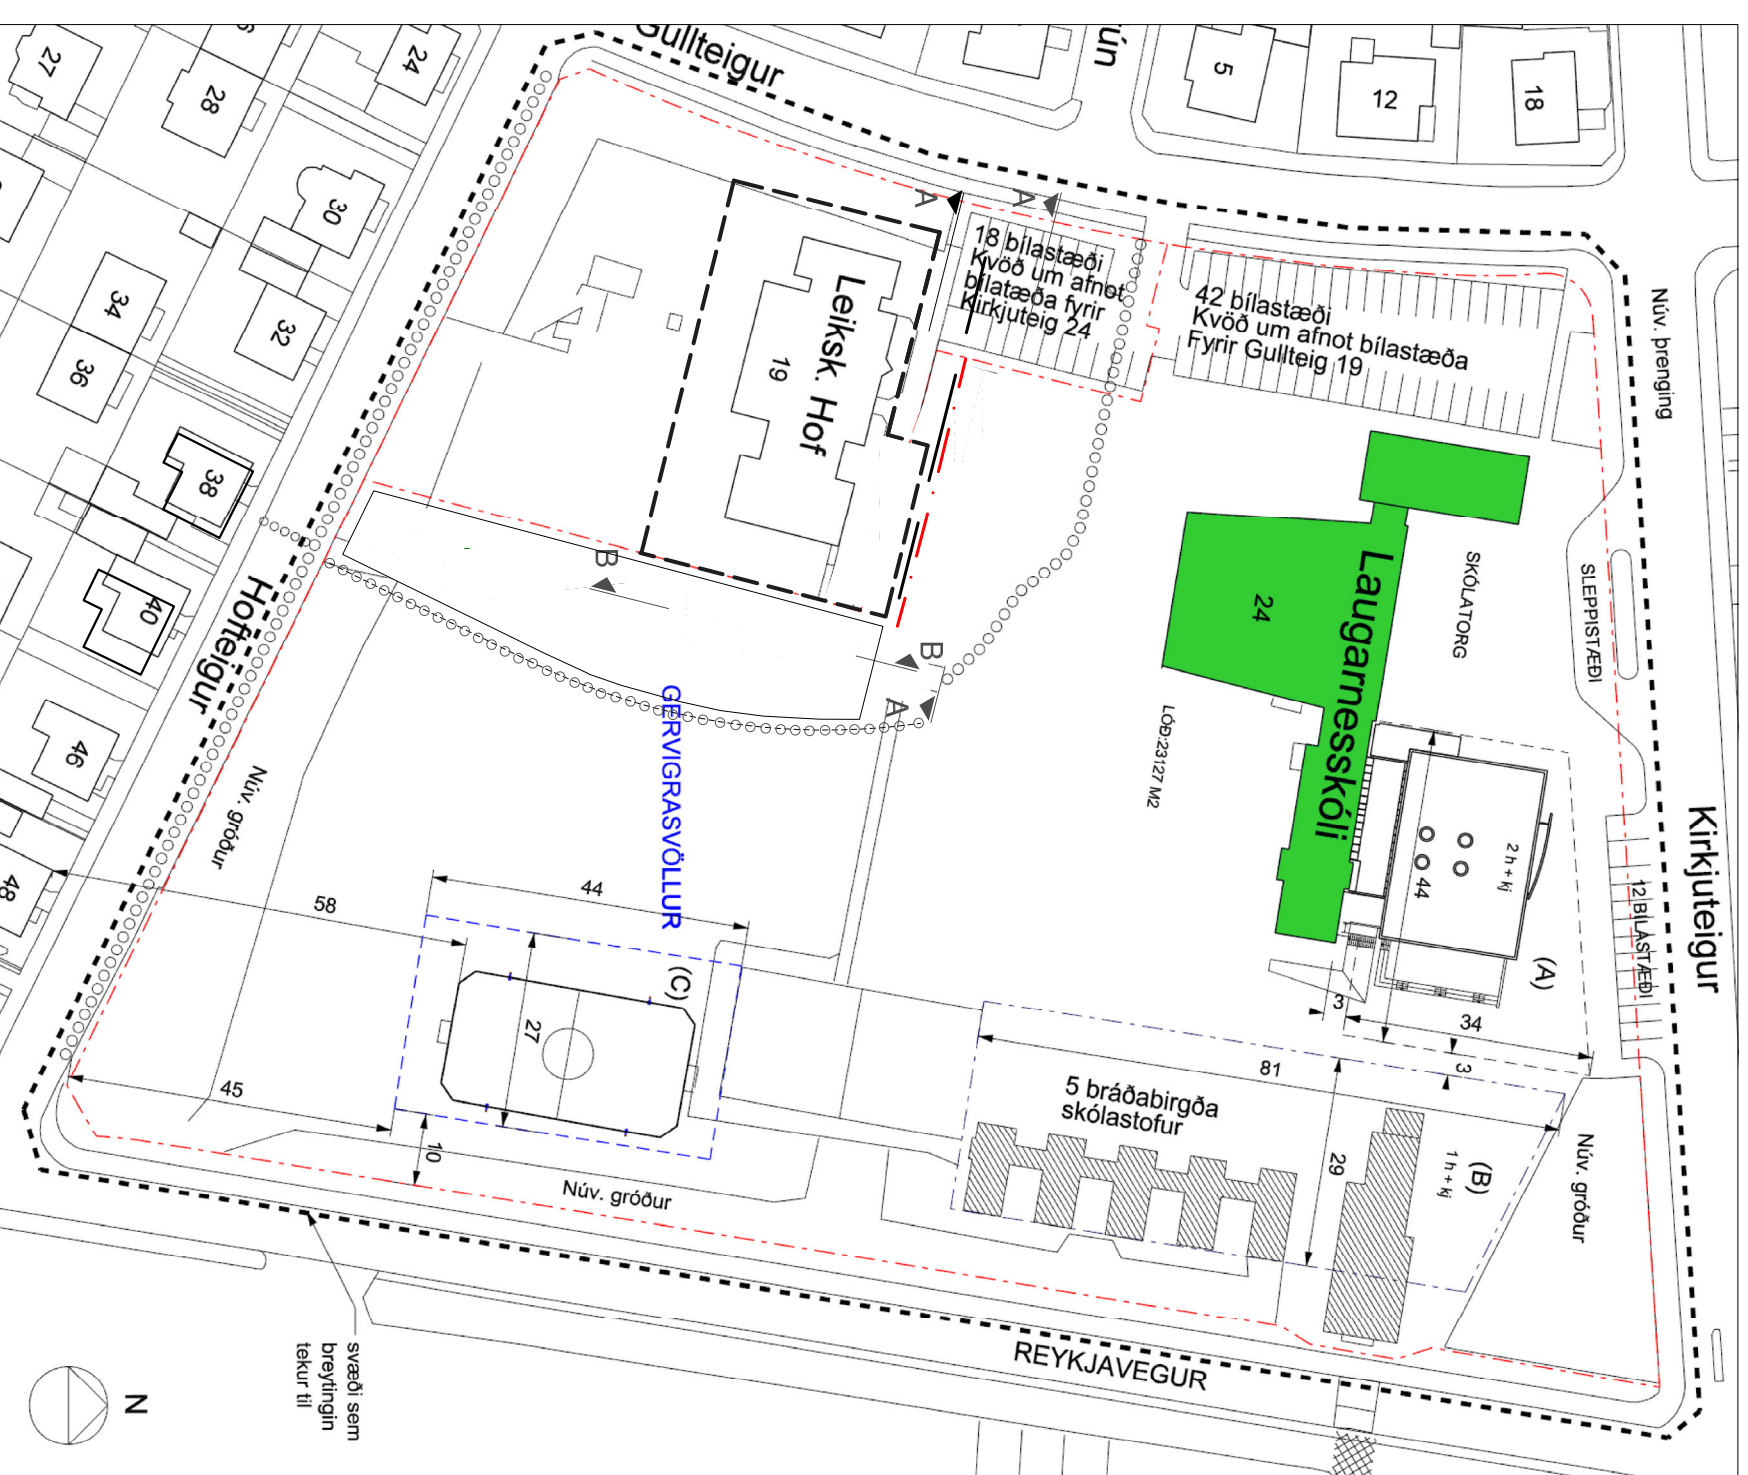 Gullteigur
ún
27
28
24
5
12
18
30
34
32
36
38
40
46
48
A
A
18 bílastæði
Kvöð um afnot
bílatæða fyrir
Kirkjuteig 24
42 bílastæði
Kvöð um afnot bílastæða
Fyrir Gullteig 19
Núv. þrenging
Leiksk. Hof
19
B
B
A
Hofteigur
Laugarnesskóli
24
SKÓLATORG
SLEPPISTÆÐI
LÓÐ:23127 M2
GERVIGRASVÖLLUR
Núv. gróður
Kirkjuteigur
2 h + kj
44
12 BÍLASTÆÐI
(A)
3
34
3
58
44
(C)
27
45
10
81
5 bráðabirgða
skólastofur
29
(B)
1 h + kj
Núv. gróður
Núv. gróður
REYKJAVEGUR
svæði sem
breytingin
tekur til
N